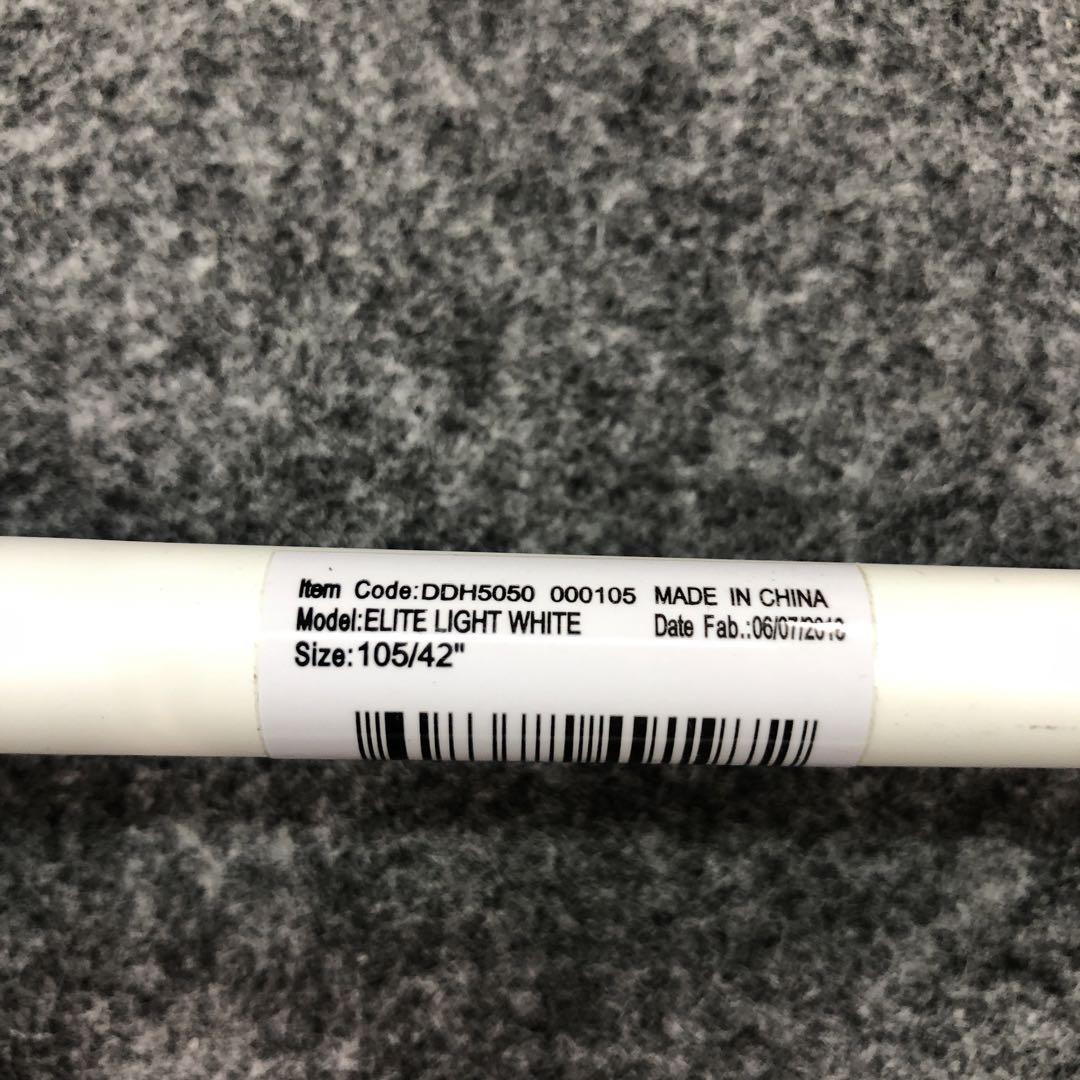 Item Code:DDH5050 000105 MADE IN CHINA
Model:ELITE LIGHT WHITE Date Fab.:
Size:105/42"